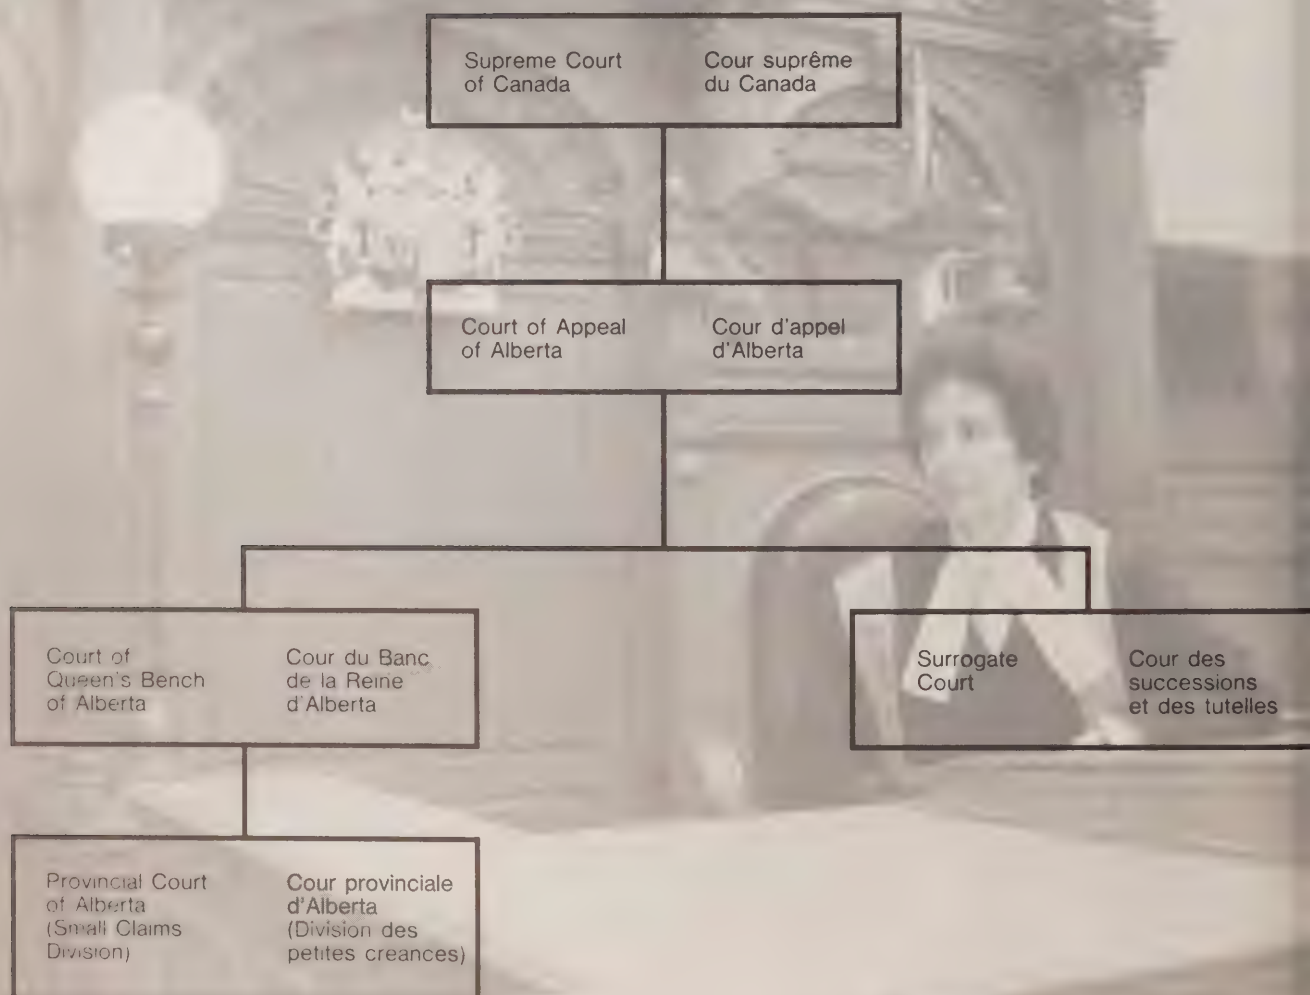 Supreme Court
of Canada
Cour suprême
du Canada
Court of Appeal
of Alberta
Cour d'appel
d'Alberta
Court of
Queen's Bench
of Alberta
Cour du Banc
de la Reine
d'Alberta
Surrogate
Court
Cour des
successions
et des tutelles
Provincial Court
of Alberta
(Small Claims
Division)
Cour provinciale
d'Alberta
(Division des
petites creances)